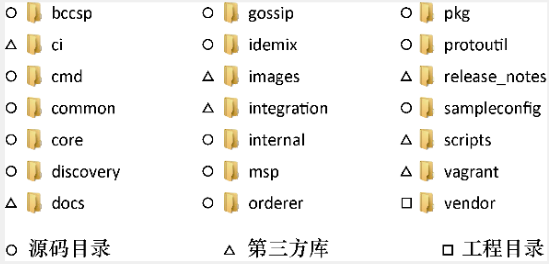 bccsp gossip pkg
ci idemix protoutil
cmd images release_notes
common integration sampleconfig
core internal scripts
discovery msp vagrant
docs orderer vendor
源码目录 第三方库 工程目录